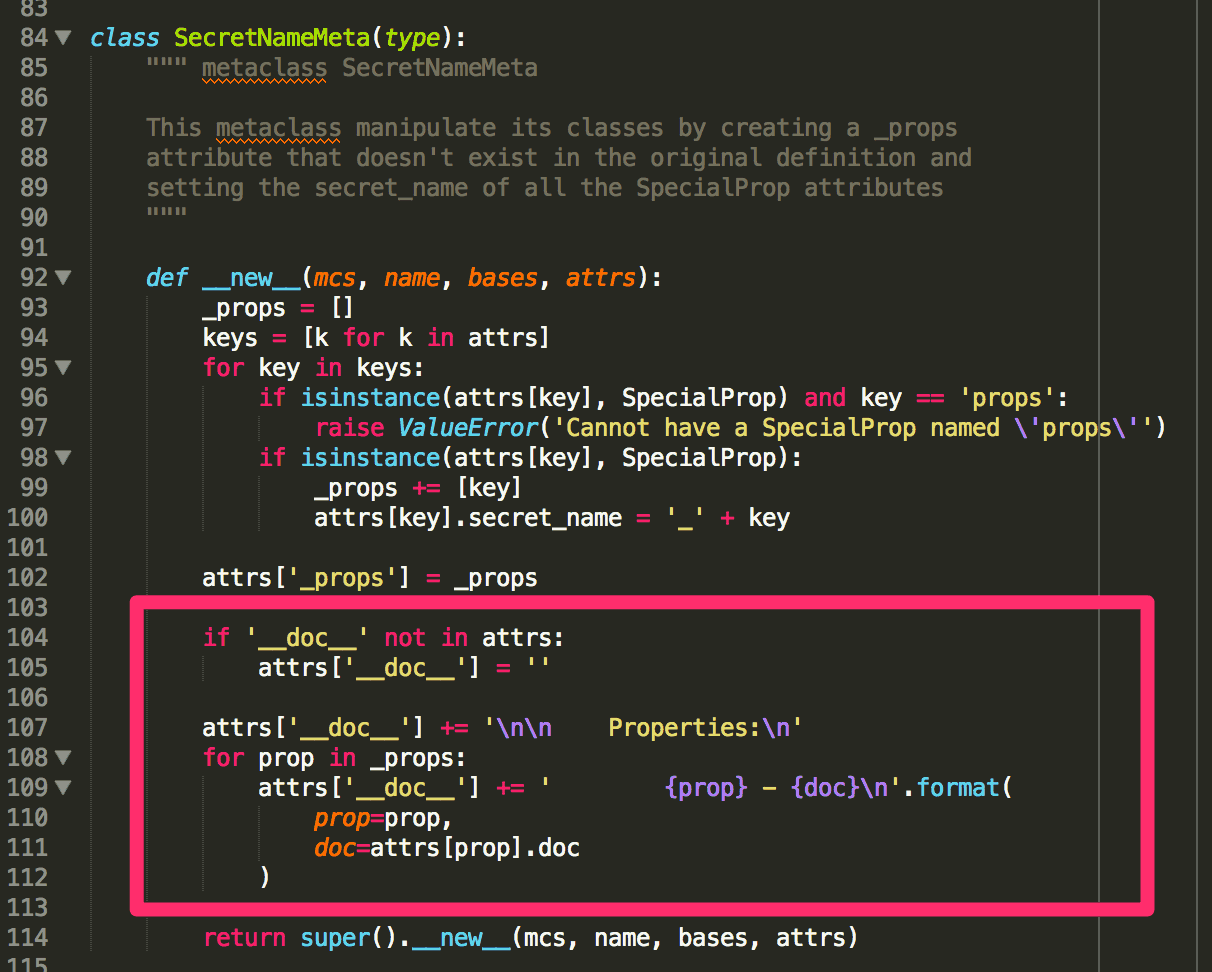 83
84 class SecretNameMeta(type):
85     """ metaclass SecretNameMeta
86
87     This metaclass manipulate its classes by creating a _props
88     attribute that doesn't exist in the original definition and
89     setting the secret_name of all the SpecialProp attributes
90     """
91
92     def __new__(mcs, name, bases, attrs):
93         _props = []
94         keys = [k for k in attrs]
95         for key in keys:
96             if isinstance(attrs[key], SpecialProp) and key == 'props':
97                 raise ValueError('Cannot have a SpecialProp named \'props\'')
98             if isinstance(attrs[key], SpecialProp):
99                 _props += [key]
100                 attrs[key].secret_name = '_' + key
101
102         attrs['_props'] = _props
103
104         if '__doc__' not in attrs:
105             attrs['__doc__'] = ''
106
107         attrs['__doc__'] += '\n\n    Properties:\n'
108         for prop in _props:
109             attrs['__doc__'] += '        {prop} - {doc}\n'.format(
110                 prop=prop,
111                 doc=attrs[prop].doc
112             )
113
114         return super().__new__(mcs, name, bases, attrs)
115